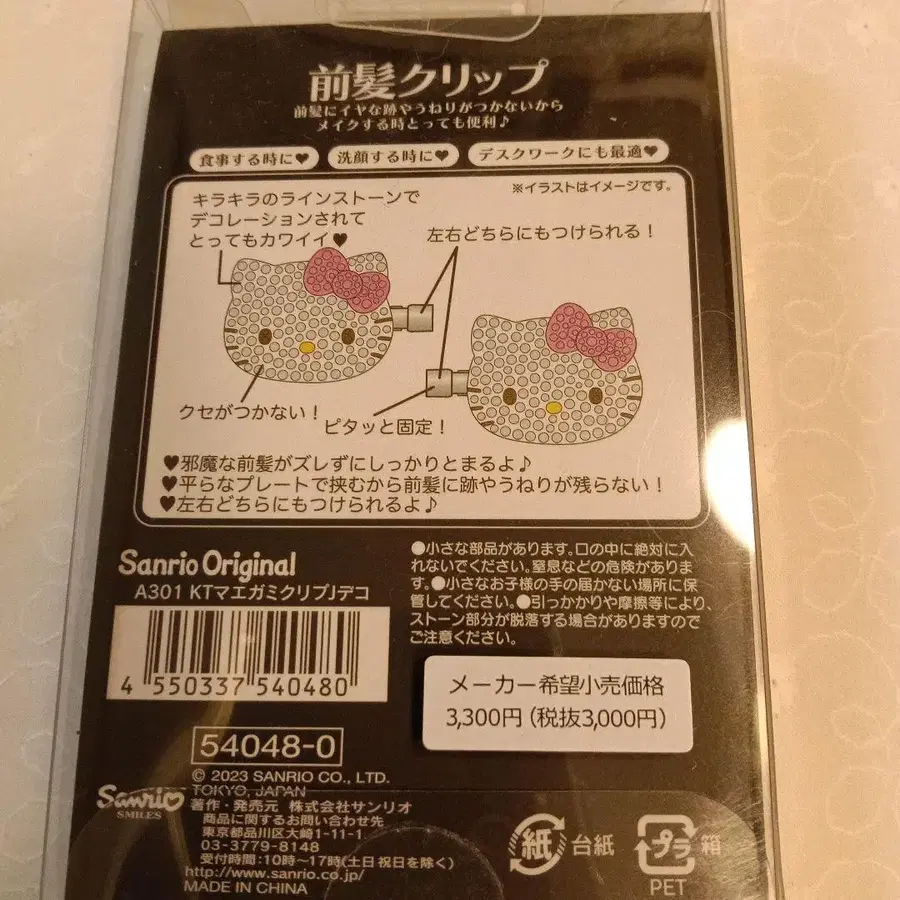 前髪クリップ
前髪にイヤな跡やうねりがつかないから
メイクする時とっても便利♪
食事する時に♥ 洗顔する時に♥ デスクワークにも最適♥
※イラストはイメージです。
キラキラのラインストーンで
デコレーションされて
とってもカワイイ♥
左右どちらにもつけられる！
クセがつかない！
ピタッと固定！
♥邪魔な前髪がズレずにしっかりとまるよ♪
♥平らなプレートで挟むから前髪に跡やうねりが残らない！
♥左右どちらにもつけられるよ♪
Sanrio Original
A301 KTマエガミクリップJデコ
4 550337 540480
●小さな部品があります。口の中に絶対に入
れないでください。窒息などの危険がありま
す。●小さなお子様の手の届かない場所に保
管してください。●引っかかりや摩擦等により、
ストーン部分が脱落する場合がありますので
ご注意ください。
メーカー希望小売価格
3,300円（税抜3,000円）
54048-0
© 2023 SANRIO CO., LTD.
TOKYO, JAPAN
Sanrio
SMILES
著作・発売元 株式会社サンリオ
商品に関するお問い合わせ先
東京都品川区大崎1-11-1
03-3779-8148
受付時間：10時～17時(土日祝日を除く)
http://www.sanrio.co.jp/
MADE IN CHINA
紙 台紙
プラ 箱
PET